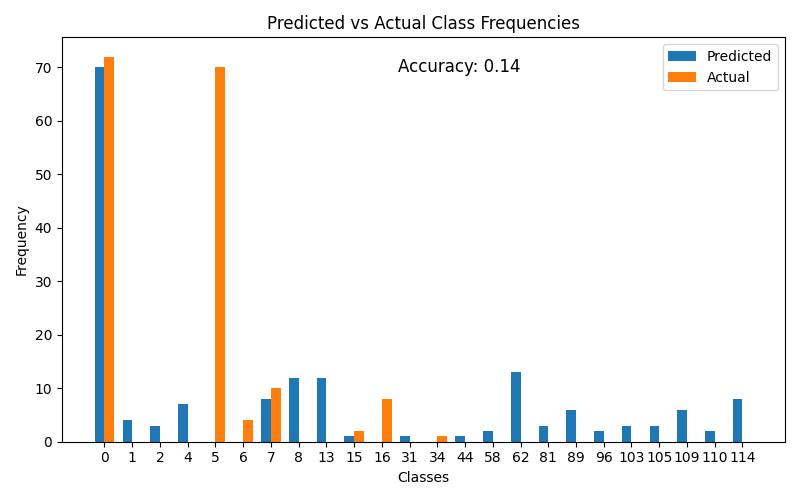 Predicted vs Actual Class Frequencies
Accuracy: 0.14
Predicted
Actual
Frequency
70
60
50
40
30
20
10
0
0 1 2 4 5 6 7 8 13 15 16 31 34 44 58 62 81 89 96 103 105 109 110 114
Classes